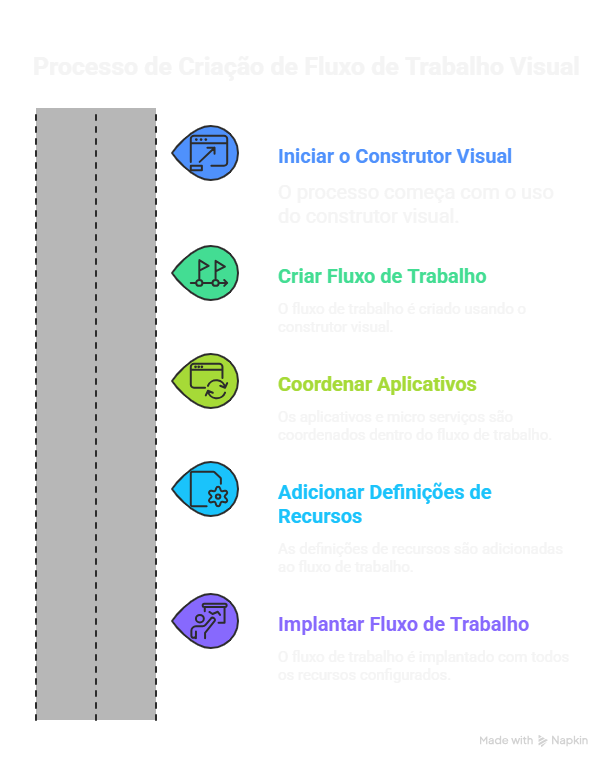 Processo de Criação de Fluxo de Trabalho Visual
Iniciar o Construtor Visual
O processo começa com o uso
do construtor visual.
Criar Fluxo de Trabalho
O fluxo de trabalho é criado usando o
construtor visual.
Coordenar Aplicativos
Os aplicativos e micro serviços são
coordenados dentro do fluxo de trabalho.
Adicionar Definições de
Recursos
As definições de recursos são adicionadas
ao fluxo de trabalho.
Implantar Fluxo de Trabalho
O fluxo de trabalho é implantado com todos
os recursos configurados.
Made with Napkin